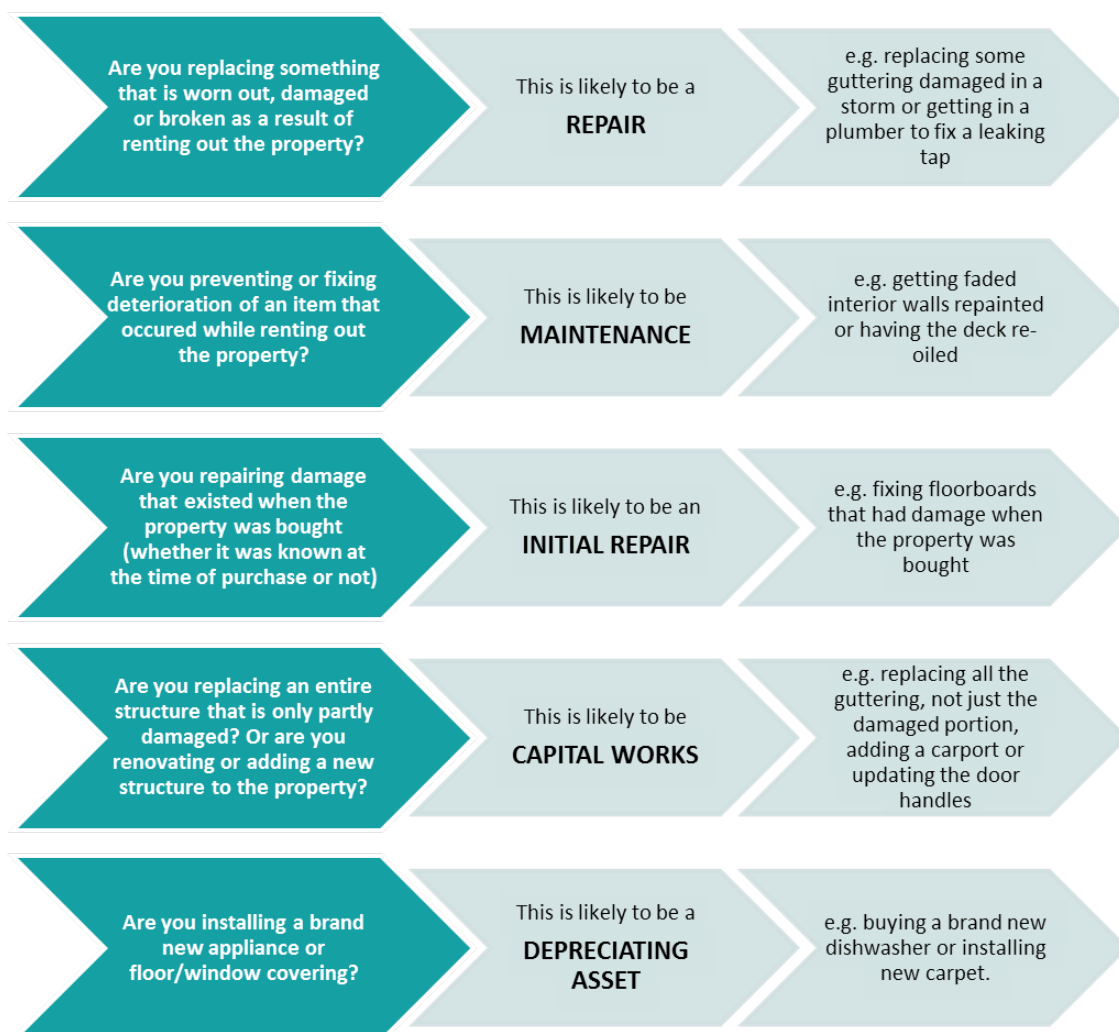 Are you replacing something
that is worn out, damaged
or broken as a result of
renting out the property?
This is likely to be a
REPAIR
e.g. replacing some
guttering damaged in a
storm or getting in a
plumber to fix a leaking
tap
Are you preventing or fixing
deterioration of an item that
occured while renting out
the property?
This is likely to be
MAINTENANCE
e.g. getting faded
interior walls repainted
or having the deck re-
oiled
Are you repairing damage
that existed when the
property was bought
(whether it was known at
the time of purchase or not)
This is likely to be an
INITIAL REPAIR
e.g. fixing floorboards
that had damage when
the property was
bought
Are you replacing an entire
structure that is only partly
damaged? Or are you
renovating or adding a new
structure to the property?
This is likely to be
CAPITAL WORKS
e.g. replacing all the
guttering, not just the
damaged portion,
adding a carport or
updating the door
handles
Are you installing a brand
new appliance or
floor/window covering?
This is likely to be a
DEPRECIATING
ASSET
e.g. buying a brand new
dishwasher or installing
new carpet.